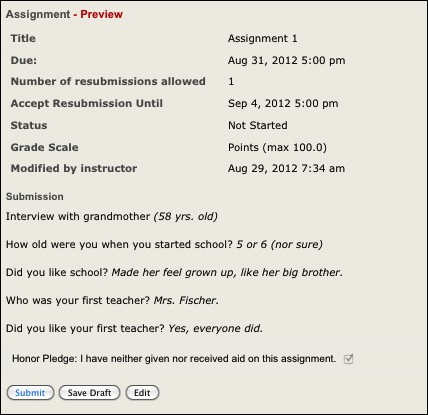 Assignment - Preview
Title Assignment 1
Due: Aug 31, 2012 5:00 pm
Number of resubmissions allowed 1
Accept Resubmission Until Sep 4, 2012 5:00 pm
Status Not Started
Grade Scale Points (max 100.0)
Modified by instructor Aug 29, 2012 7:34 am
Submission
Interview with grandmother (58 yrs. old)
How old were you when you started school? 5 or 6 (nor sure)
Did you like school? Made her feel grown up, like her big brother.
Who was your first teacher? Mrs. Fischer.
Did you like your first teacher? Yes, everyone did.
Honor Pledge: I have neither given nor received aid on this assignment.
Submit Save Draft Edit